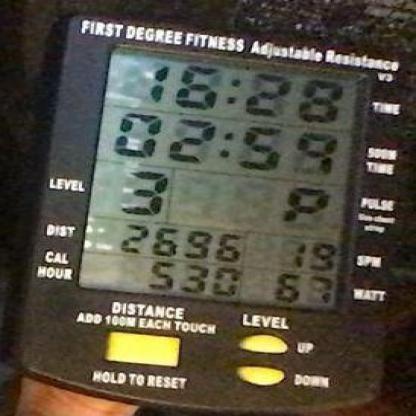 FIRST DEGREE FITNESS Adjustable Resistance
V3
16:28 TIME
02:59 500M TIME
LEVEL 3 P PULSE
DIST 2696 19 SPM
CAL HOUR 530 67 WATT
DISTANCE
ADD 100M EACH TOUCH
HOLD TO RESET
LEVEL
UP
DOWN